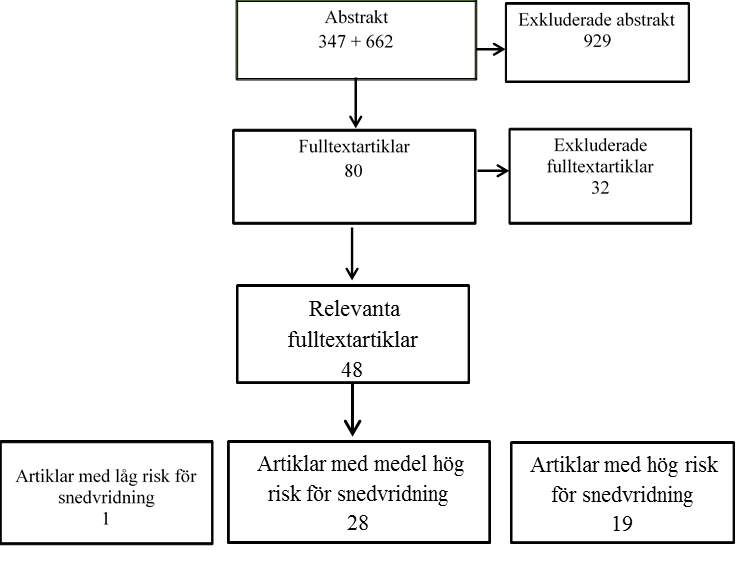 Abstrakt
347 + 662
Exkluderade abstrakt
929
Fulltextartiklar
80
Exkluderade
fulltextartiklar
32
Relevanta
fulltextartiklar
48
Artiklar med låg risk för
snedvridning
1
Artiklar med medel hög
risk för snedvridning
28
Artiklar med hög risk
för snedvridning
19